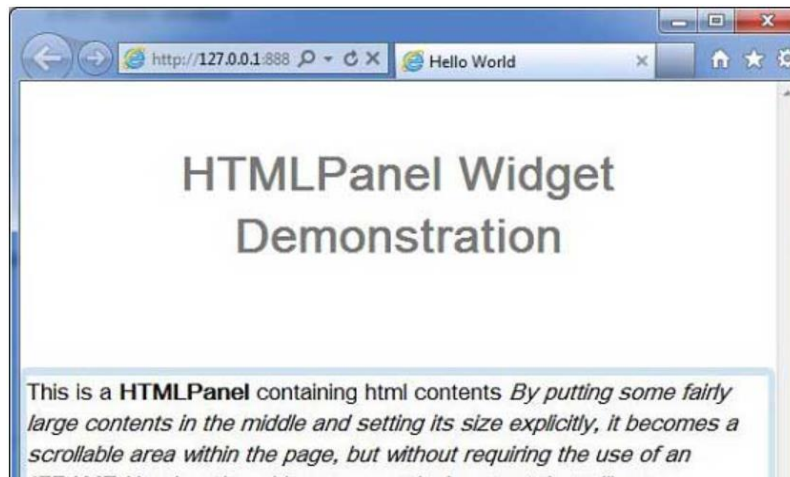 http://127.0.0.1:888
Hello World
HTMLPanel Widget
Demonstration
This is a HTMLPanel containing html contents By putting some fairly
large contents in the middle and setting its size explicitly, it becomes a
scrollable area within the page, but without requiring the use of an